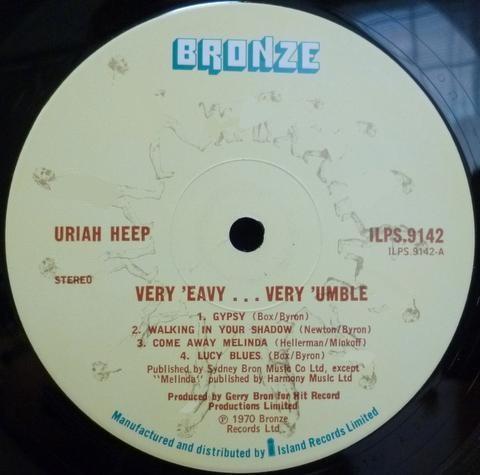 BRONZE
URIAH HEEP
ILPS.9142
ILPS.9142-A
STEREO
VERY 'EAVY . . . VERY 'UMBLE
1. GYPSY (Box/Byron)
2. WALKING IN YOUR SHADOW (Newton/Byron)
3. COME AWAY MELINDA (Hellerman/Minkoff)
4. LUCY BLUES (Box/Byron)
Published by Sydney Bron Music Co Ltd, except
"Melinda" published by Harmony Music Ltd
Produced by Gerry Bron for Hit Record
Productions Limited
℗ 1970 Bronze
Records Ltd
Manufactured and distributed by Island Records Limited